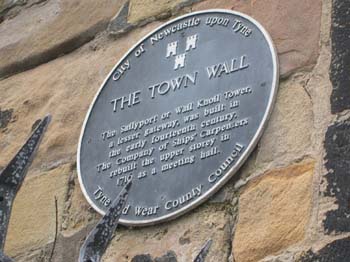 City of Newcastle upon Tyne
THE TOWN WALL
The Sallyport or Wall Knoll Tower,
a lesser gateway, was built in
the early fourteenth century.
The Company of Ships' Carpenters
rebuilt the upper storey in
1716 as a meeting hall.
Tyne and Wear County Council